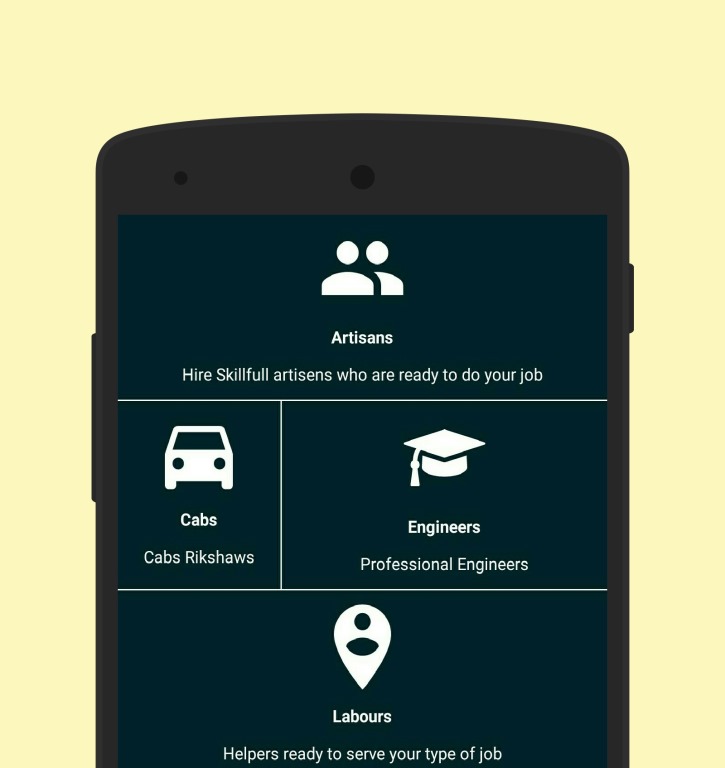 Artisans
Hire Skillfull artisens who are ready to do your job
Cabs
Cabs Rikshaws
Engineers
Professional Engineers
Labours
Helpers ready to serve your type of job